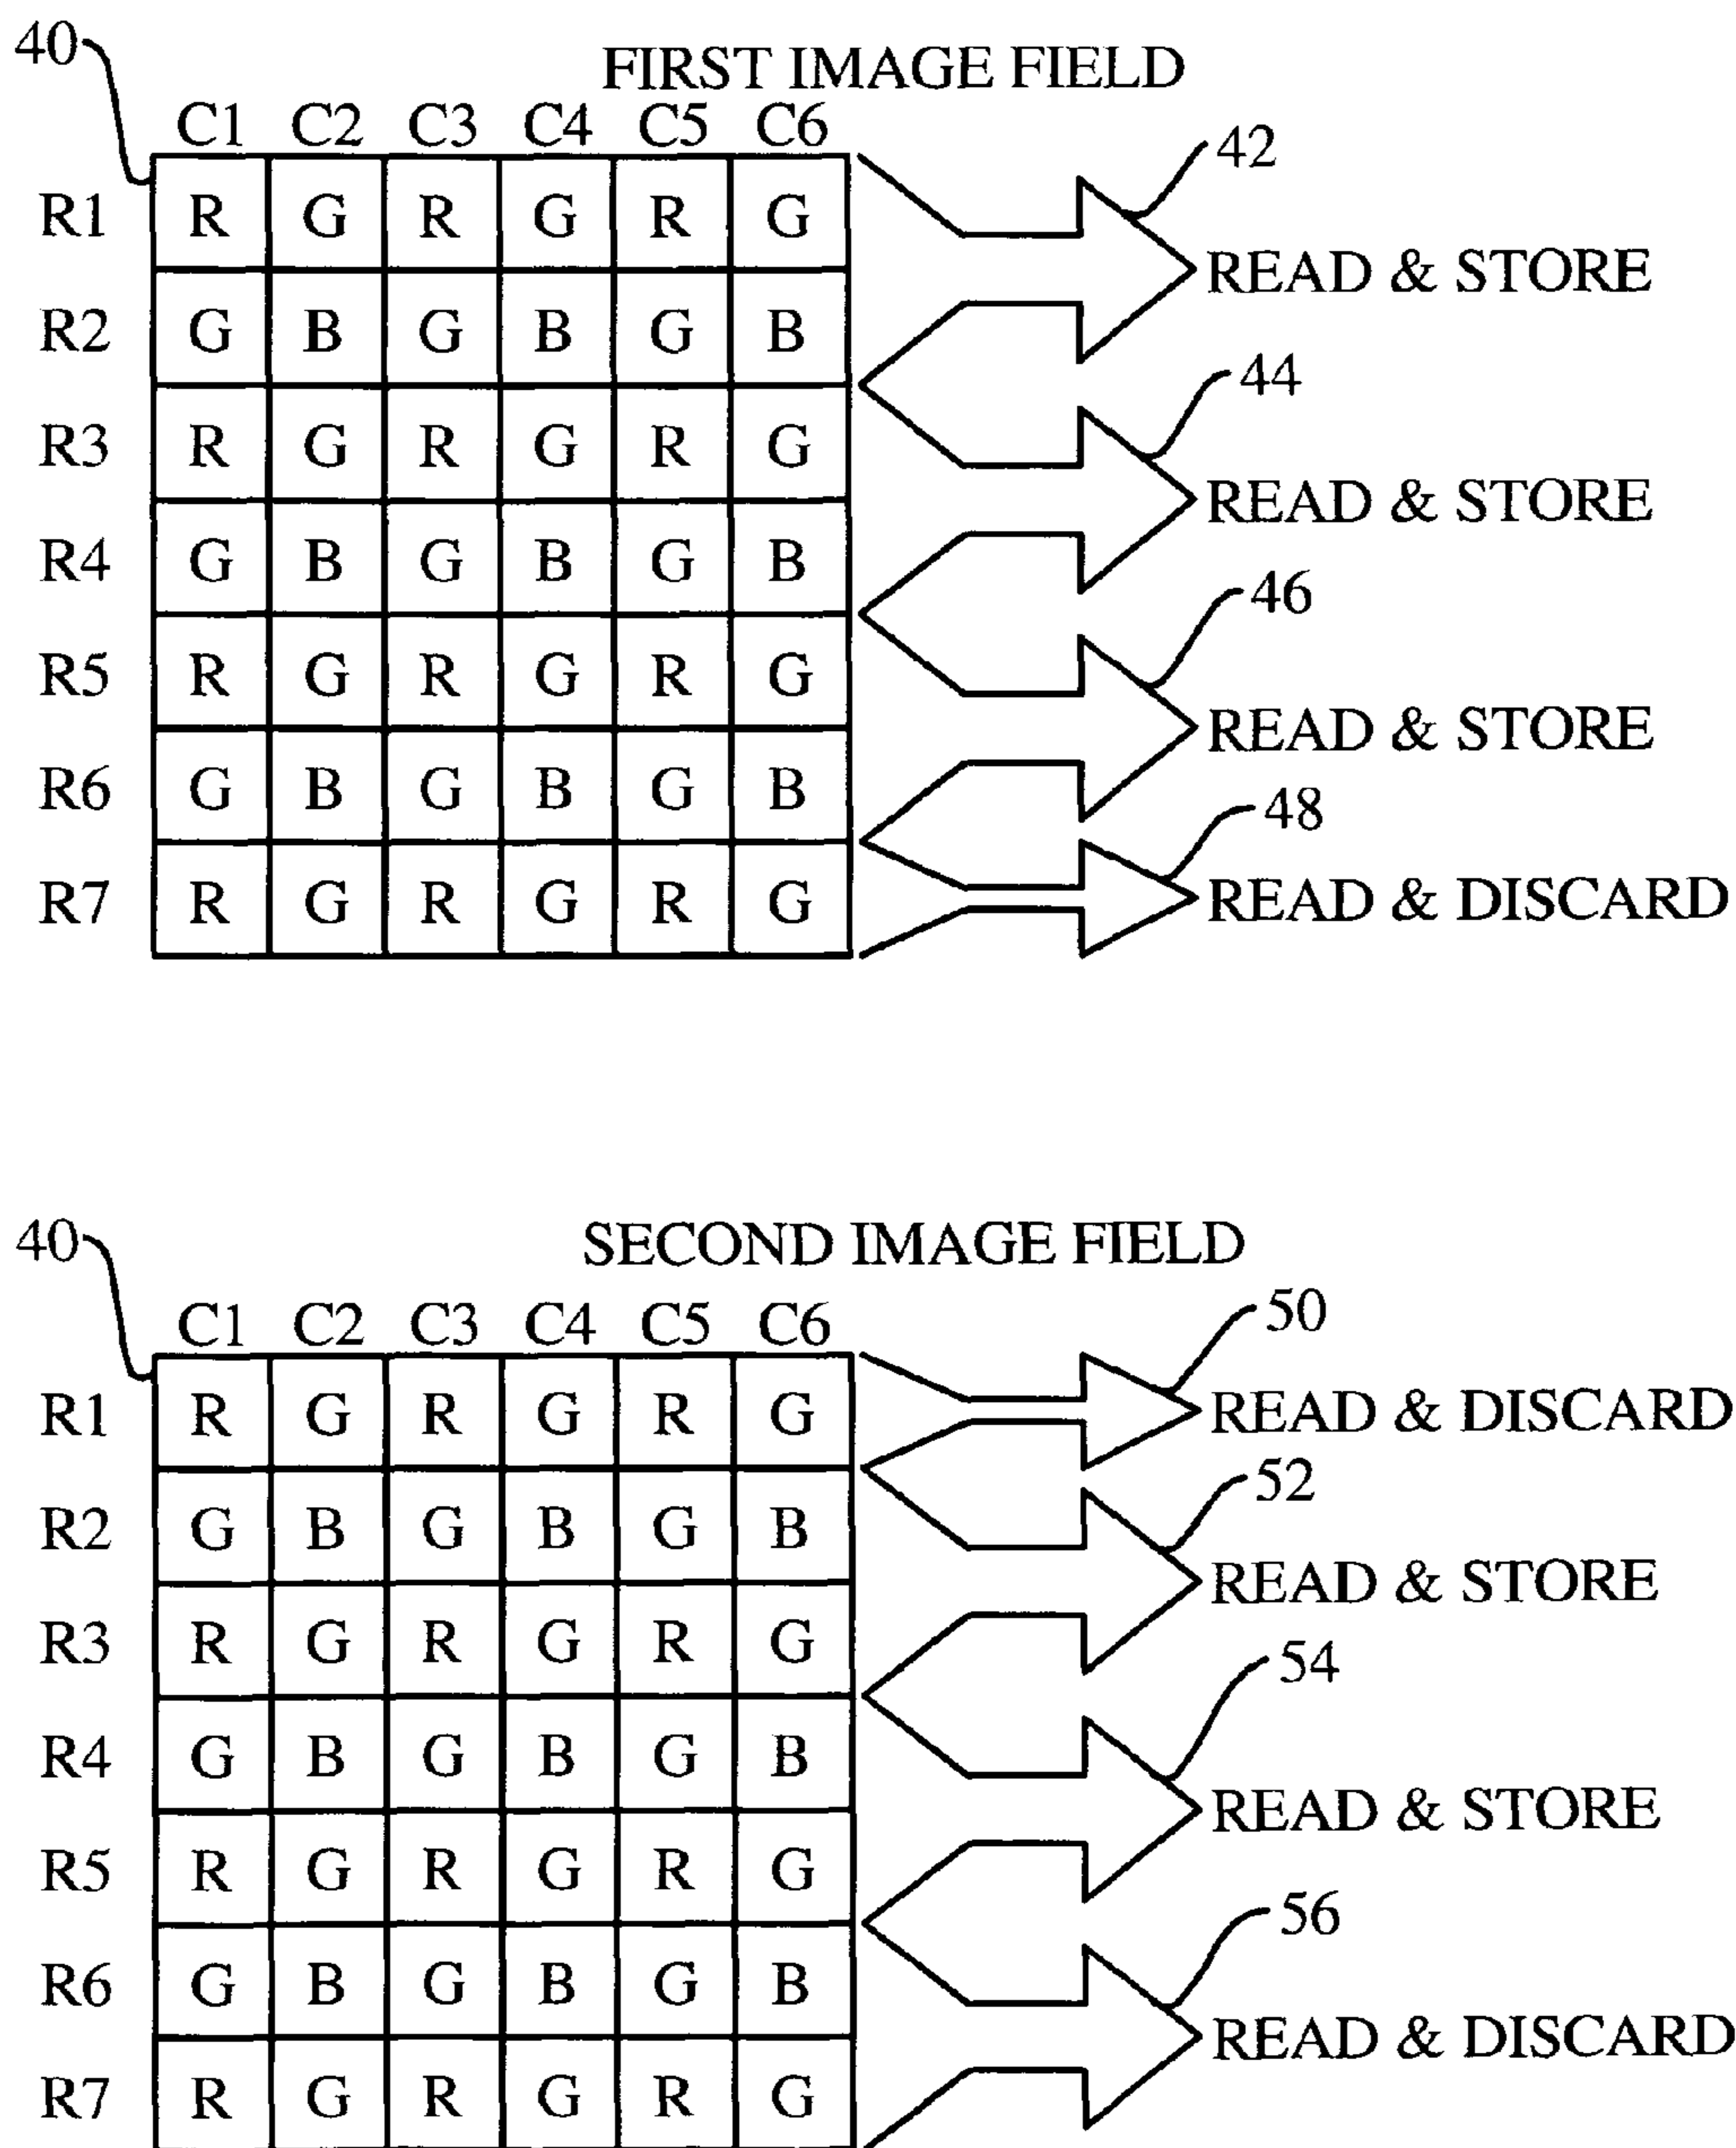 40
FIRST IMAGE FIELD
C1 C2 C3 C4 C5 C6
42
R1 R G R G R G
READ & STORE
R2 G B G B G B
44
R3 R G R G R G
READ & STORE
R4 G B G B G B
46
R5 R G R G R G
READ & STORE
R6 G B G B G B
48
R7 R G R G R G
READ & DISCARD
40
SECOND IMAGE FIELD
C1 C2 C3 C4 C5 C6
50
R1 R G R G R G
READ & DISCARD
52
R2 G B G B G B
READ & STORE
R3 R G R G R G
54
R4 G B G B G B
READ & STORE
R5 R G R G R G
56
R6 G B G B G B
READ & DISCARD
R7 R G R G R G